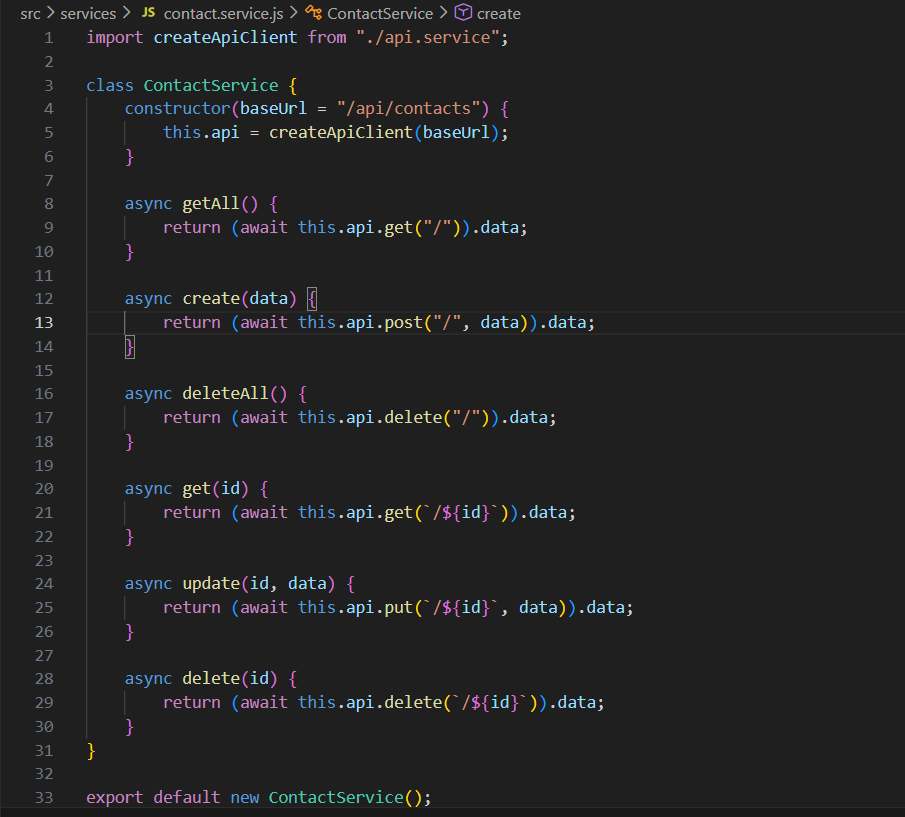 src > services > JS contact.service.js > ContactService > create
1 import createApiClient from "./api.service";
2
3 class ContactService {
4     constructor(baseUrl = "/api/contacts") {
5         this.api = createApiClient(baseUrl);
6     }
7
8     async getAll() {
9         return (await this.api.get("/")).data;
10     }
11
12     async create(data) {
13         return (await this.api.post("/", data)).data;
14     }
15
16     async deleteAll() {
17         return (await this.api.delete("/")).data;
18     }
19
20     async get(id) {
21         return (await this.api.get(`/${id}`)).data;
22     }
23
24     async update(id, data) {
25         return (await this.api.put(`/${id}`, data)).data;
26     }
27
28     async delete(id) {
29         return (await this.api.delete(`/${id}`)).data;
30     }
31 }
32
33 export default new ContactService();